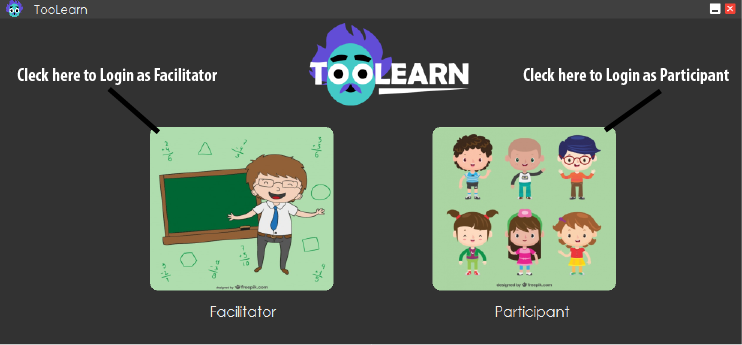 TooLearn
TOOLEARN
Cleck here to Login as Facilitator
Cleck here to Login as Participant
designed by freepik.com
designed by freepik.com
Facilitator
Participant